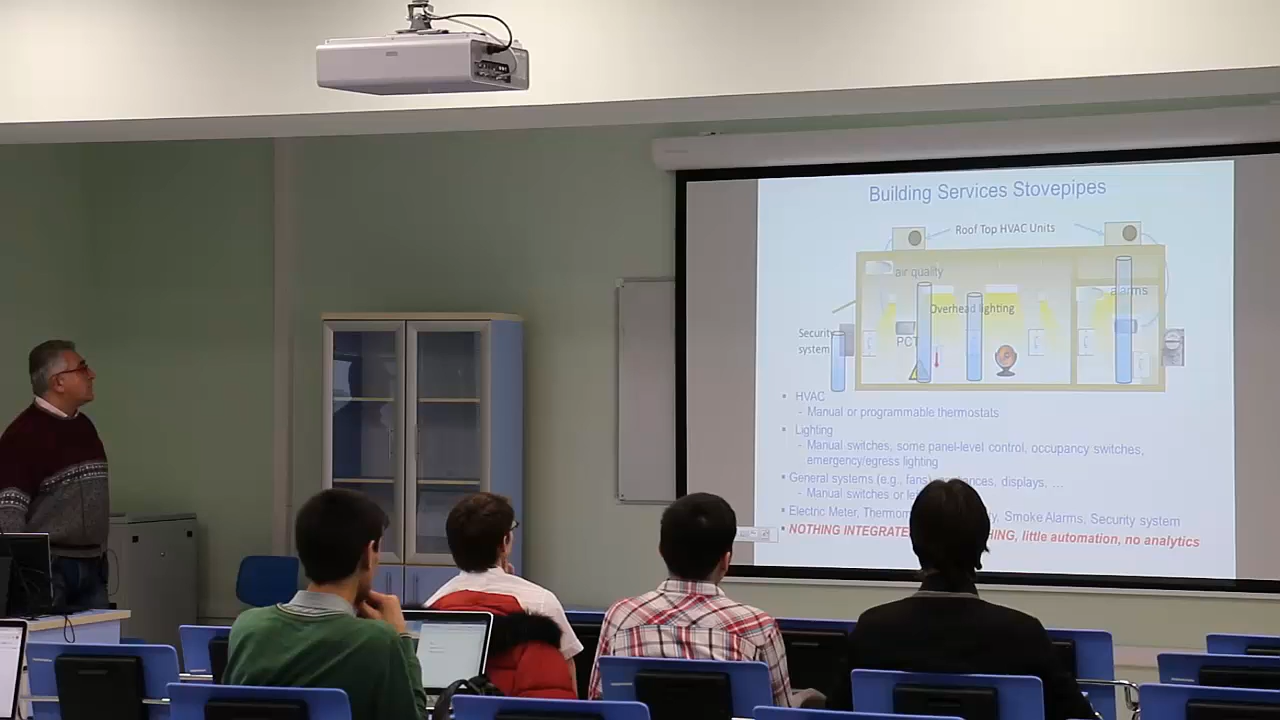 Building Services Stovepipes
Roof Top HVAC Units
air quality
alarms
Overhead lighting
Security
system
PCT
▪ HVAC
- Manual or programmable thermostats
▪ Lighting
- Manual switches, some panel-level control, occupancy switches,
emergency/egress lighting
▪ General systems (e.g., fans), displays, …
- Manual switches or
▪ Electric Meter, Smoke Alarms, Security system
▪ NOTHING little automation, no analytics